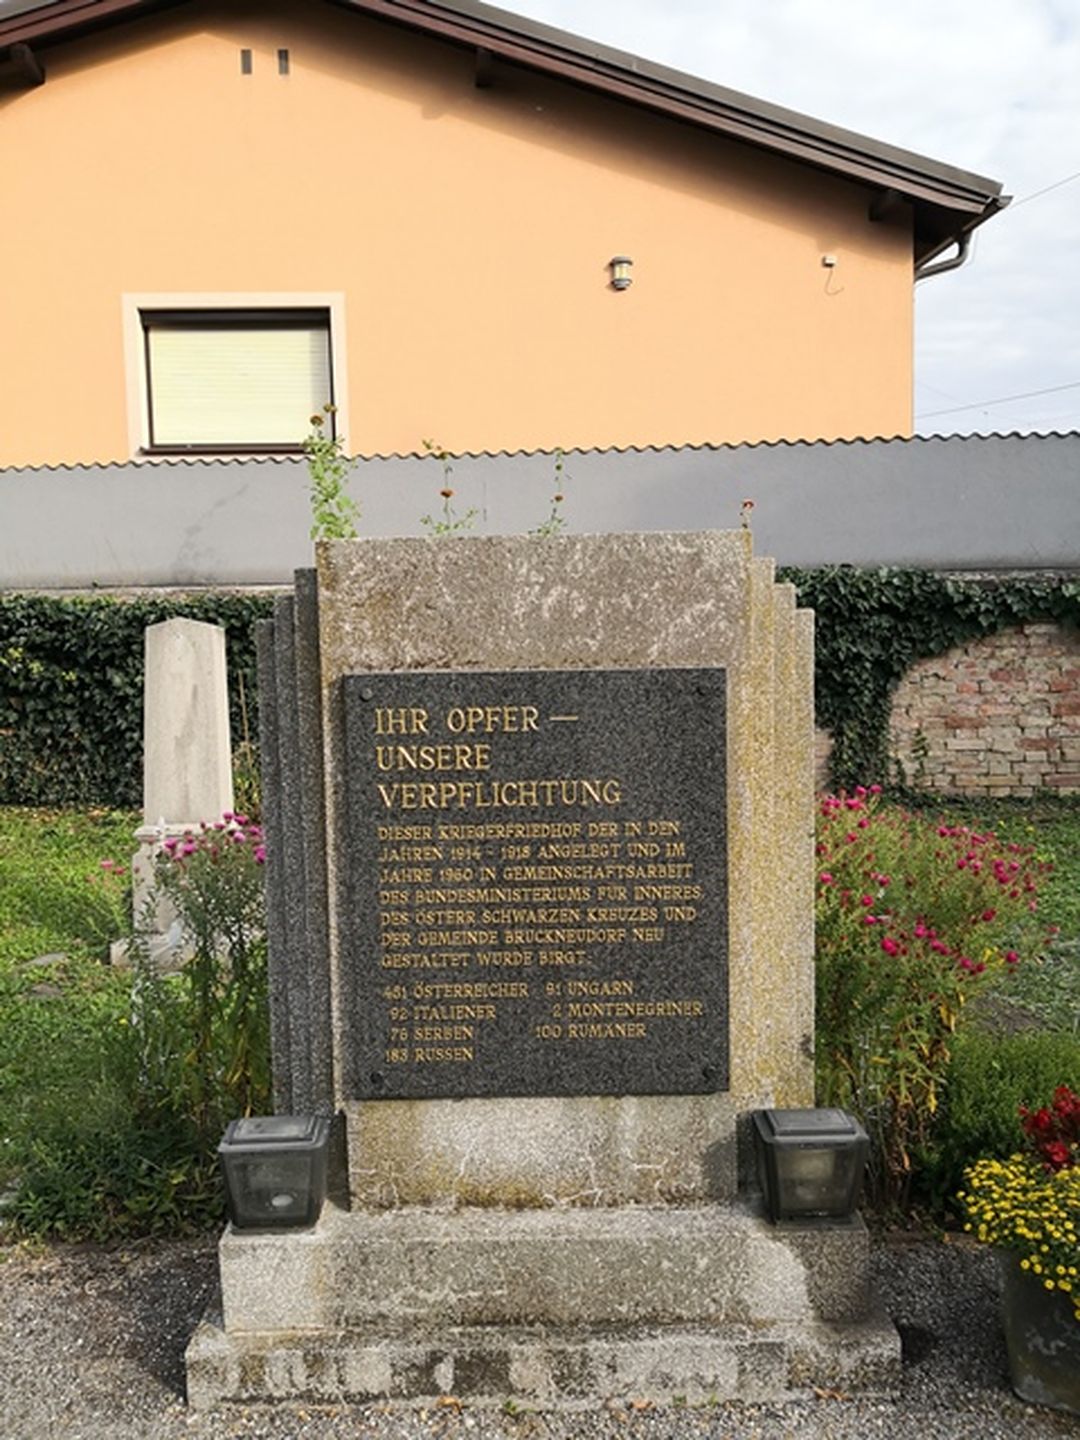 IHR OPFER —
UNSERE
VERPFLICHTUNG
DIESER KRIEGERFRIEDHOF DER IN DEN
JAHREN 1914 - 1918 ANGELEGT UND IM
JAHRE 1960 IN GEMEINSCHAFTSARBEIT
DES BUNDESMINISTERIUMS FÜR INNERES
DES ÖSTERR SCHWARZEN KREUZES UND
DER GEMEINDE BRUCKNEUDORF NEU
GESTALTET WURDE BIRGT:
451 ÖSTERREICHER 91 UNGARN
92 ITALIENER 2 MONTENEGRINER
76 SERBEN 100 RUMÄNER
183 RUSSEN